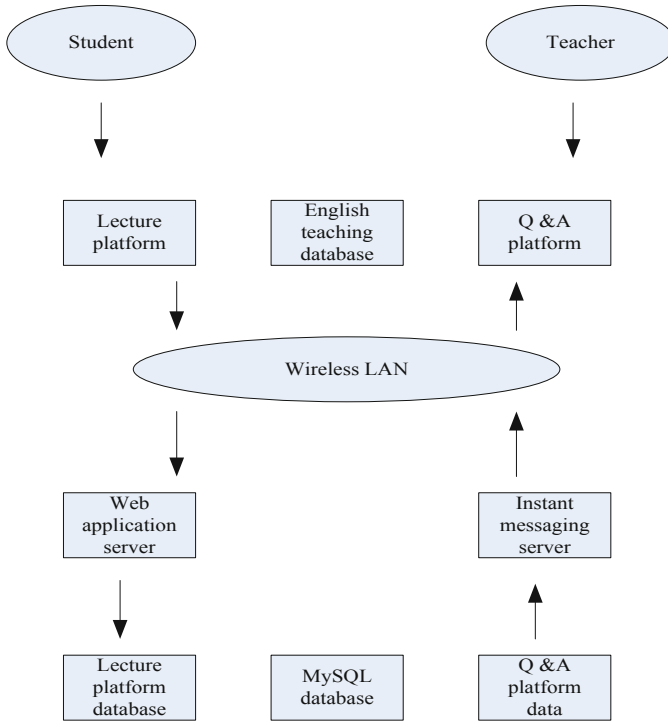 Student
Teacher
Lecture
platform
English
teaching
database
Q &A
platform
Wireless LAN
Web
application
server
Instant
messaging
server
Lecture
platform
database
MySQL
database
Q &A
platform
data